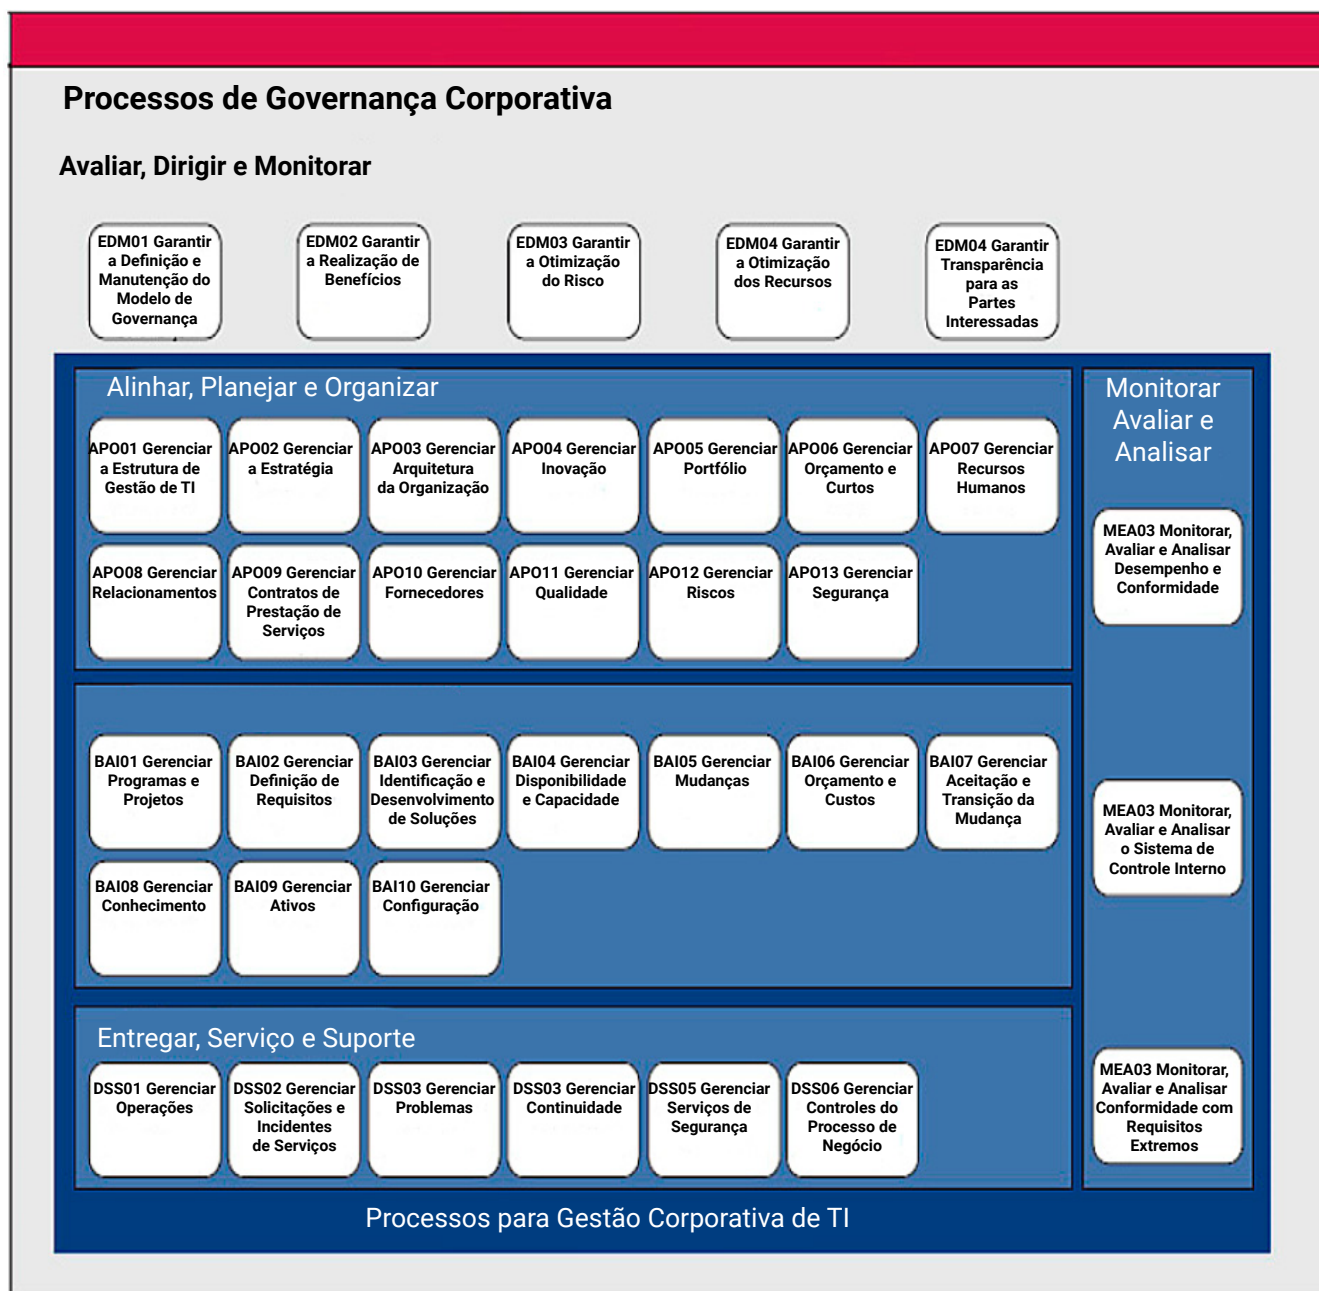 Processos de Governança Corporativa
Avaliar, Dirigir e Monitorar
EDM01 Garantir
a Definição e
Manutenção do
Modelo de
Governança
EDM02 Garantir
a Realização de
Benefícios
EDM03 Garantir
a Otimização
do Risco
EDM04 Garantir
a Otimização
dos Recursos
EDM04 Garantir
Transparência
para as
Partes
Interessadas
Alinhar, Planejar e Organizar
APO01 Gerenciar
a Estrutura de
Gestão de TI
APO02 Gerenciar
a Estratégia
APO03 Gerenciar
Arquitetura
da Organização
APO04 Gerenciar
Inovação
APO05 Gerenciar
Portfólio
APO06 Gerenciar
Orçamento e
Curtos
APO07 Gerenciar
Recursos
Humanos
APO08 Gerenciar
Relacionamentos
APO09 Gerenciar
Contratos de
Prestação de
Serviços
APO10 Gerenciar
Fornecedores
APO11 Gerenciar
Qualidade
APO12 Gerenciar
Riscos
APO13 Gerenciar
Segurança
BAI01 Gerenciar
Programas e
Projetos
BAI02 Gerenciar
Definição de
Requisitos
BAI03 Gerenciar
Identificação e
Desenvolvimento
de Soluções
BAI04 Gerenciar
Disponibilidade
e Capacidade
BAI05 Gerenciar
Mudanças
BAI06 Gerenciar
Orçamento e
Custos
BAI07 Gerenciar
Aceitação e
Transição da
Mudança
BAI08 Gerenciar
Conhecimento
BAI09 Gerenciar
Ativos
BAI10 Gerenciar
Configuração
Entregar, Serviço e Suporte
DSS01 Gerenciar
Operações
DSS02 Gerenciar
Solicitações e
Incidentes
de Serviços
DSS03 Gerenciar
Problemas
DSS03 Gerenciar
Continuidade
DSS05 Gerenciar
Serviços de
Segurança
DSS06 Gerenciar
Controles do
Processo de
Negócio
Monitorar
Avaliar e
Analisar
MEA03 Monitorar,
Avaliar e Analisar
Desempenho e
Conformidade
MEA03 Monitorar,
Avaliar e Analisar
o Sistema de
Controle Interno
MEA03 Monitorar,
Avaliar e Analisar
Conformidade com
Requisitos
Extremos
Processos para Gestão Corporativa de TI